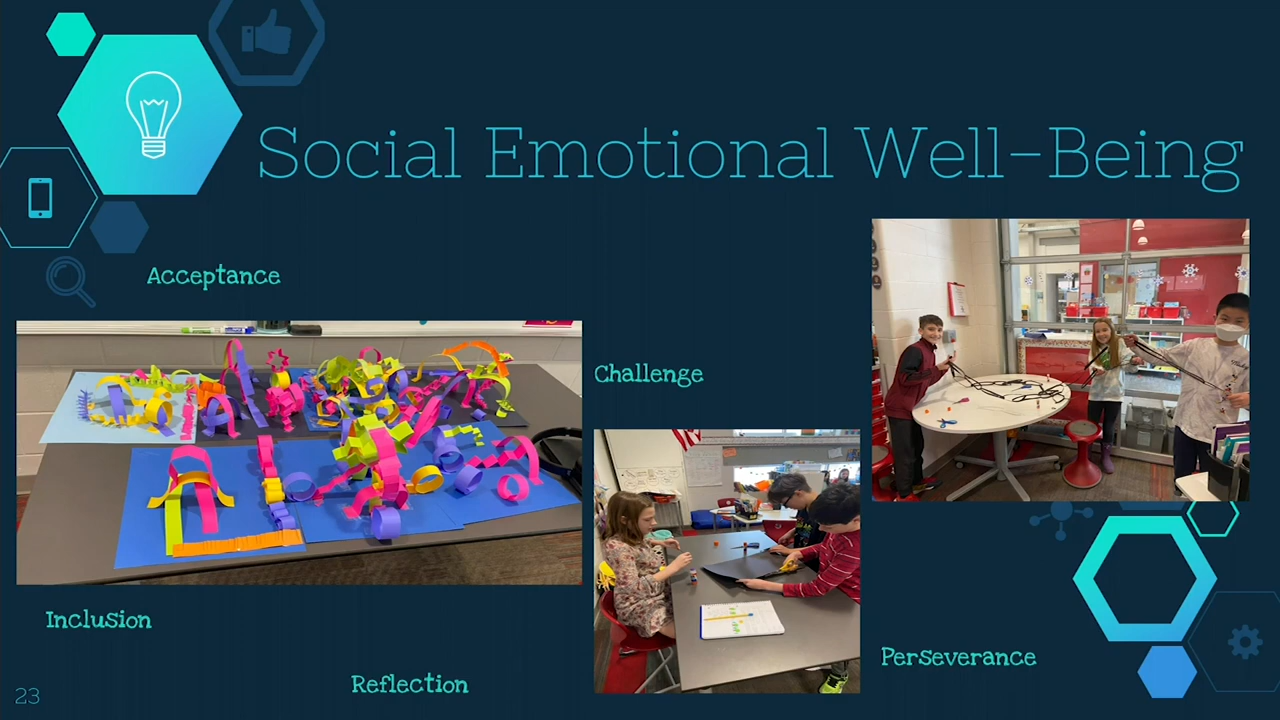 Social Emotional Well-Being
Acceptance
Challenge
Inclusion
Perseverance
Reflection
23